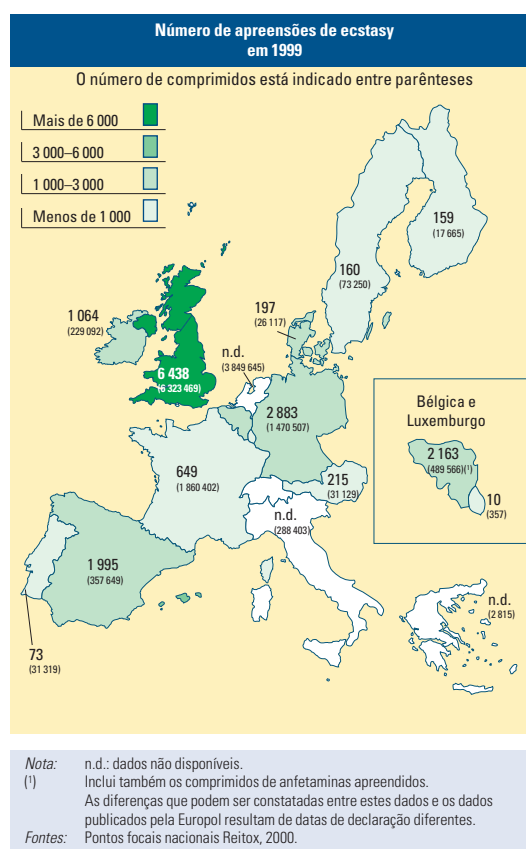 Número de apreensões de ecstasy
em 1999
O número de comprimidos está indicado entre parênteses
Mais de 6 000
3 000–6 000
1 000–3 000
Menos de 1 000
159
(17 665)
160
(73 250)
1 064
(229 092)
197
(26 117)
n.d.
(3 849 645)
6 438
(6 323 469)
2 883
(1 470 507)
Bélgica e
Luxemburgo
2 163
(489 566)(¹)
10
(357)
649
(1 860 402)
215
(31 129)
n.d.
(288 403)
1 995
(357 649)
n.d.
(2 815)
73
(31 319)
Nota: n.d.: dados não disponíveis.
(¹) Inclui também os comprimidos de anfetaminas apreendidos.
As diferenças que podem ser constatadas entre estes dados e os dados
publicados pela Europol resultam de datas de declaração diferentes.
Fontes: Pontos focais nacionais Reitox, 2000.